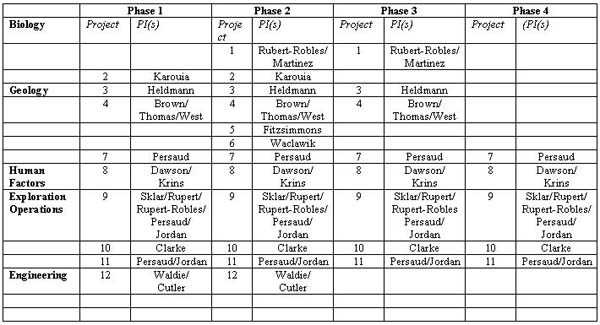 Phase 1 Phase 2 Phase 3 Phase 4
Biology Project PI(s) Proje PI(s) Project PI(s) Project (PI(s)
ct
1 Rubert-Robles/ 1 Rubert-Robles/
Martinez Martinez
2 Karouia 2 Karouia
Geology 3 Heldmann 3 Heldmann 3 Heldmann
4 Brown/ 4 Brown/ 4 Brown/
Thomas/West Thomas/West Thomas/West
5 Fitzsimmons
6 Waclawik
7 Persaud 7 Persaud 7 Persaud 7 Persaud
Human 8 Dawson/ 8 Dawson/ 8 Dawson/ 8 Dawson/
Factors Krins Krins Krins Krins
Exploration 9 Sklar/Rupert/ 9 Sklar/Rupert/ 9 Sklar/Rupert/ 9 Sklar/Rupert/
Operations Rupert-Robles/ Rupert-Robles/ Rupert-Robles Rupert-Robles/
Persaud/ Persaud/ Persaud/ Persaud/
Jordan Jordan Jordan Jordan
10 Clarke 10 Clarke 10 Clarke 10 Clarke
11 Persaud/Jordan 11 Persaud/Jordan 11 Persaud/Jordan 11 Persaud/Jordan
Engineering 12 Waldie/ 12 Waldie/
Cutler Cutler